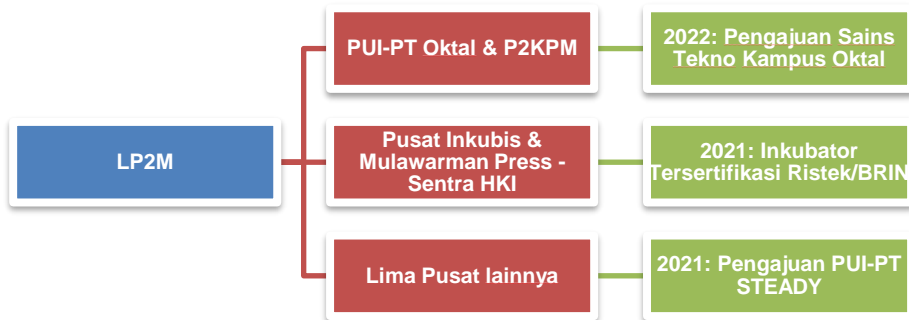 LP2M
PUI-PT Oktal & P2KPM
2022: Pengajuan Sains
Tekno Kampus Oktal
Pusat Inkubis &
Mulawarman Press -
Sentra HKI
2021: Inkubator
Tersertifikasi Ristek/BRIN
Lima Pusat lainnya
2021: Pengajuan PUI-PT
STEADY